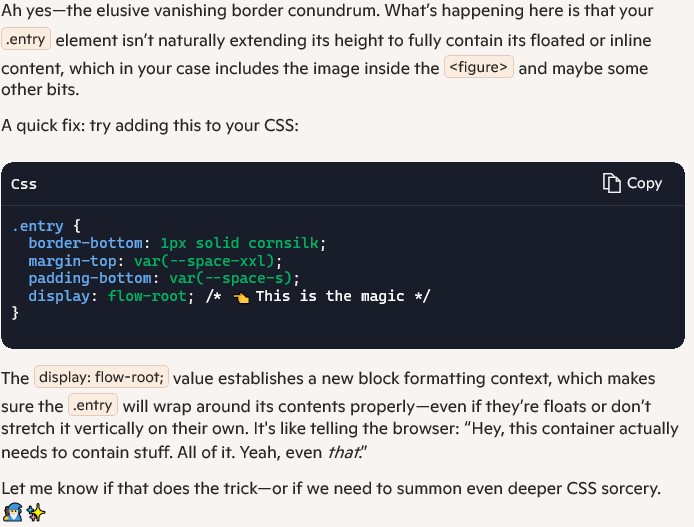 Ah yes—the elusive vanishing border conundrum. What's happening here is that your
.entry element isn't naturally extending its height to fully contain its floated or inline
content, which in your case includes the image inside the <figure> and maybe some
other bits.
A quick fix: try adding this to your CSS:
Css
Copy
.entry {
  border-bottom: 1px solid cornsilk;
  margin-top: var(--space-xxl);
  padding-bottom: var(--space-s);
  display: flow-root; /* 👈 This is the magic */
}
The display: flow-root; value establishes a new block formatting context, which makes
sure the .entry will wrap around its contents properly—even if they're floats or don't
stretch it vertically on their own. It's like telling the browser: “Hey, this container actually
needs to contain stuff. All of it. Yeah, even that.”
Let me know if that does the trick—or if we need to summon even deeper CSS sorcery.
🧙‍♂️✨